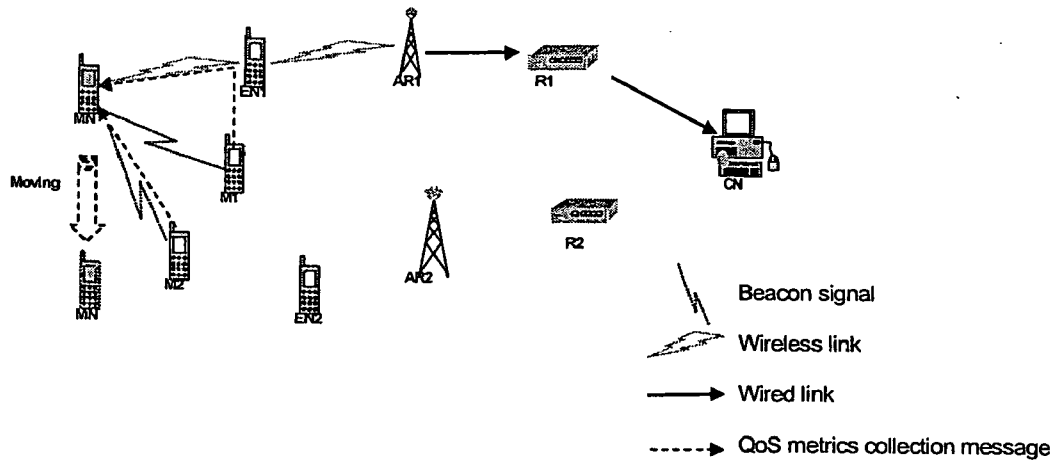 EN1
AR1
R1
MN
CN
M1
Moving
R2
M2
AR2
MN
EN2
Beacon signal
Wireless link
Wired link
QoS metrics collection message